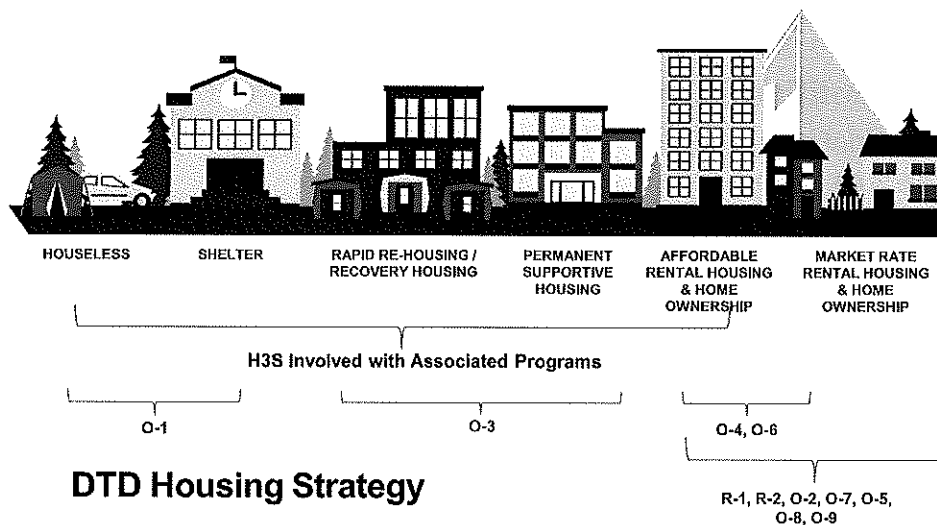 HOUSELESS
SHELTER
RAPID RE-HOUSING /
RECOVERY HOUSING
PERMANENT
SUPPORTIVE
HOUSING
AFFORDABLE
RENTAL HOUSING
& HOME
OWNERSHIP
MARKET RATE
RENTAL HOUSING
& HOME
OWNERSHIP
H3S Involved with Associated Programs
O-1
O-3
O-4, O-6
DTD Housing Strategy
R-1, R-2, O-2, O-7, O-5,
O-8, O-9